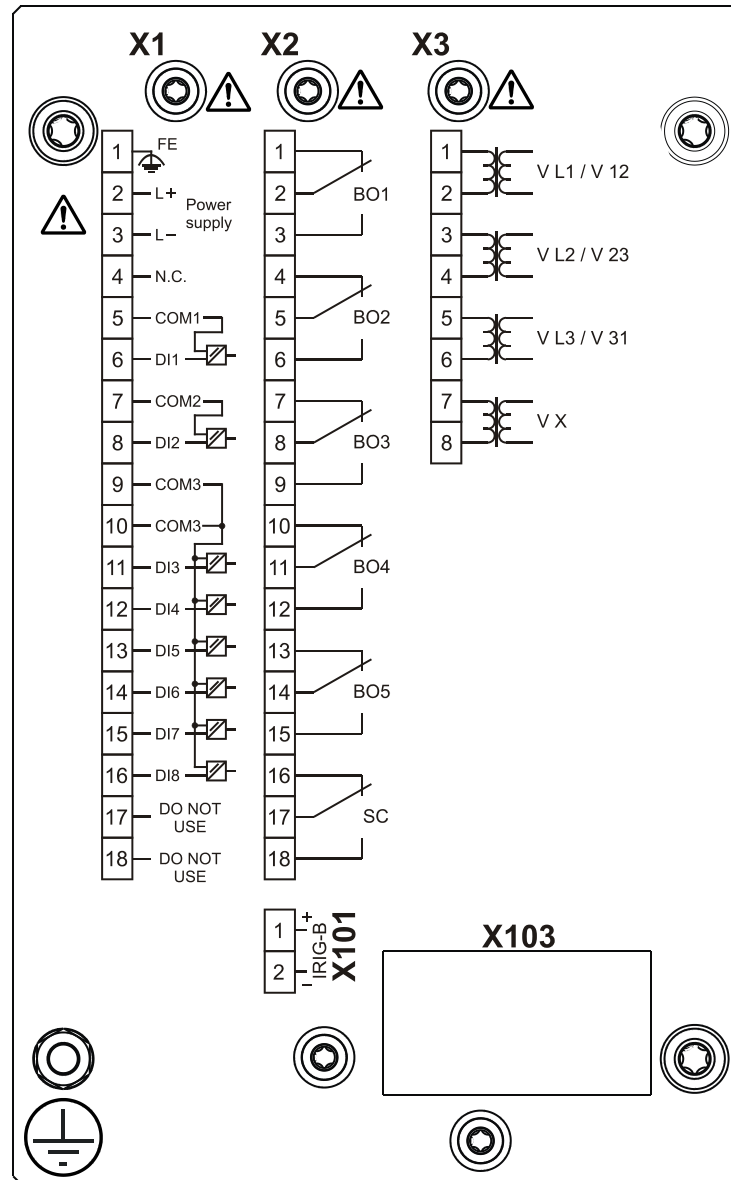 X1 X2 X3
1 FE
2 L+ Power supply
3 L−
4 N.C.
5 COM1
6 DI1
7 COM2
8 DI2
9 COM3
10 COM3
11 DI3
12 DI4
13 DI5
14 DI6
15 DI7
16 DI8
17 DO NOT USE
18 DO NOT USE
1
2 BO1
3
4
5 BO2
6
7
8 BO3
9
10
11 BO4
12
13
14 BO5
15
16
17 SC
18
1 V L1 / V 12
2
3 V L2 / V 23
4
5 V L3 / V 31
6
7 V X
8
1 +
2 −
IRIG-B
X101
X103